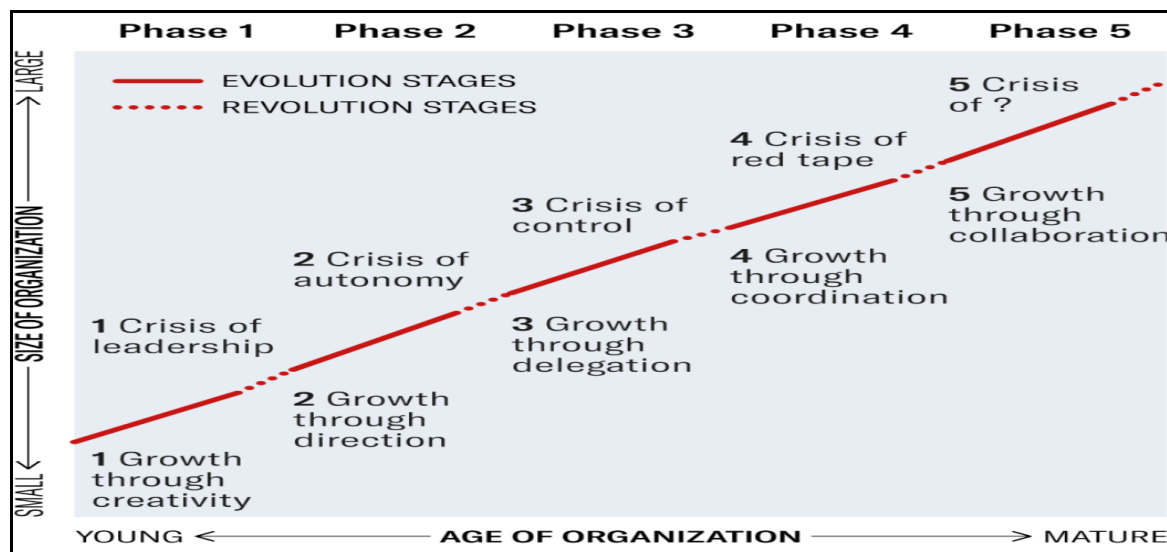 Phase 1 Phase 2 Phase 3 Phase 4 Phase 5
EVOLUTION STAGES
REVOLUTION STAGES
LARGE
SIZE OF ORGANIZATION
SMALL
1 Crisis of
leadership
2 Crisis of
autonomy
3 Crisis of
control
4 Crisis of
red tape
5 Crisis
of ?
1 Growth
through
creativity
2 Growth
through
direction
3 Growth
through
delegation
4 Growth
through
coordination
5 Growth
through
collaboration
YOUNG AGE OF ORGANIZATION MATURE